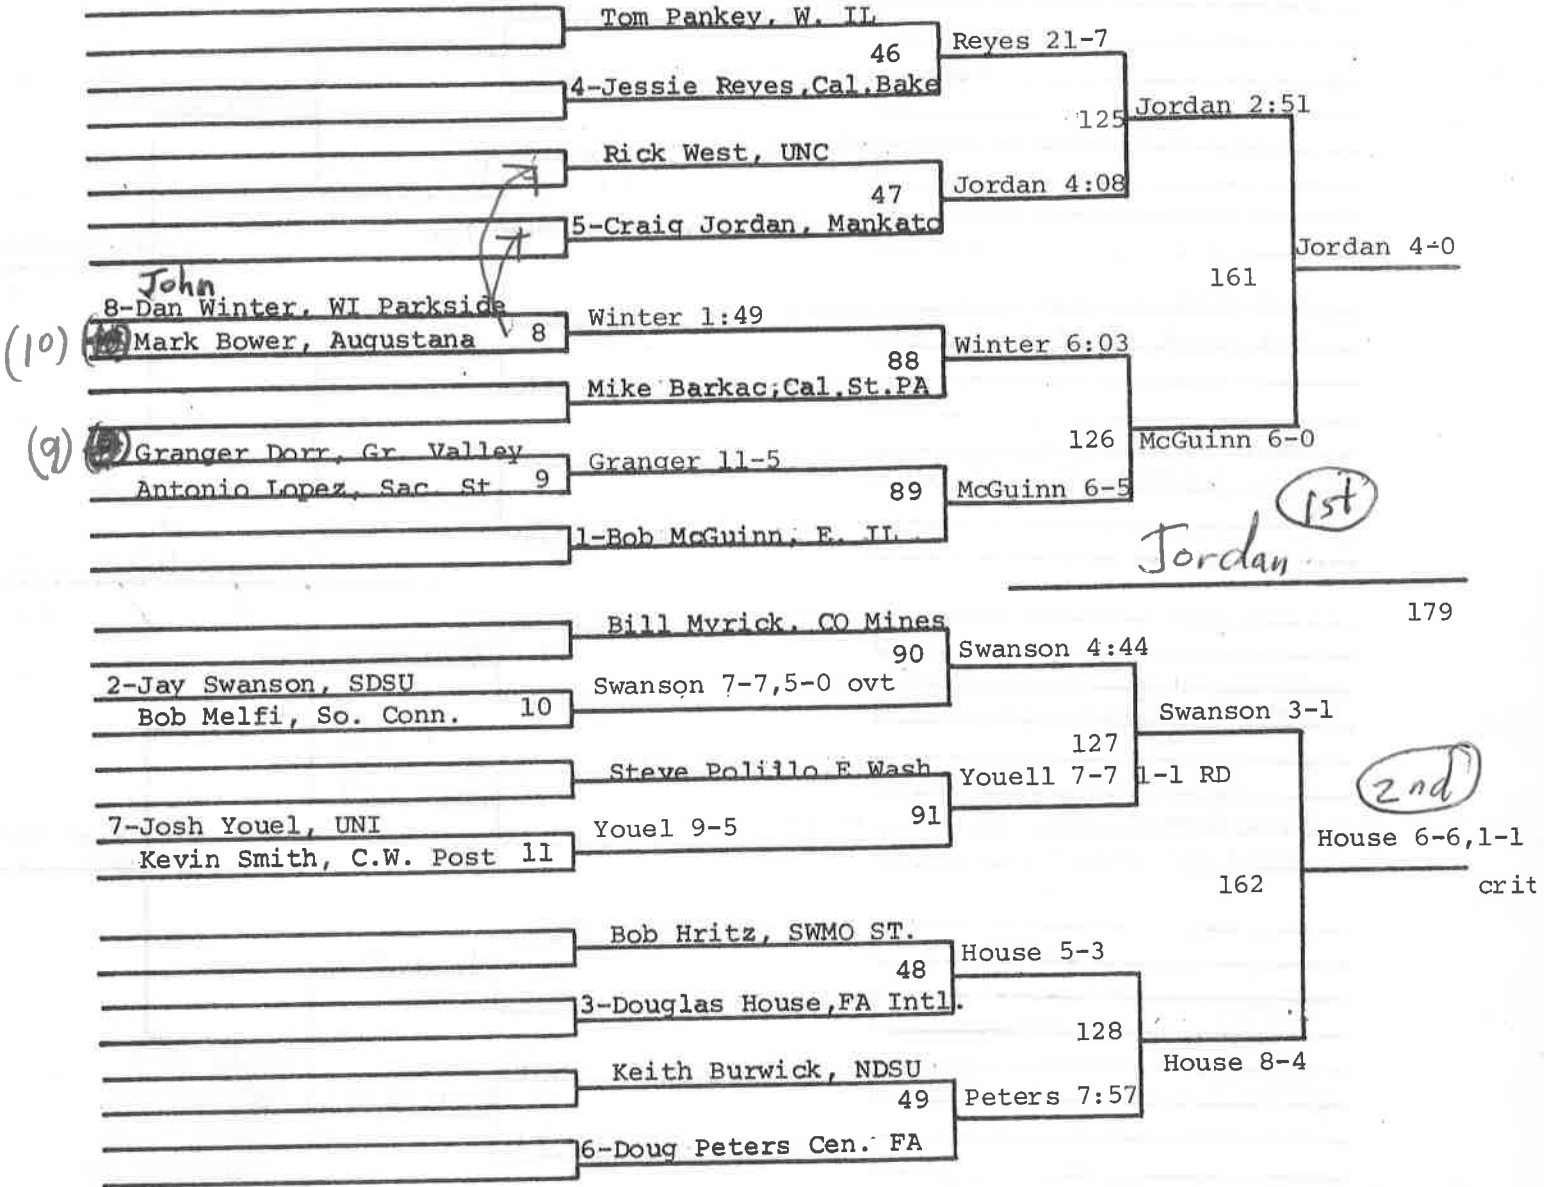 Tom Pankey, W. IL
46
Reyes 21-7
4-Jessie Reyes,Cal.Bake
125
Jordan 2:51
Rick West, UNC
47
Jordan 4:08
5-Craig Jordan, Mankato
161
Jordan 4-0
John
8-Dan Winter, WI Parkside
(10) Mark Bower, Augustana 8
Winter 1:49
88
Winter 6:03
Mike Barkac,Cal.St.PA
126
McGuinn 6-0
(9) Granger Dorr, Gr. Valley
Antonio Lopez, Sac. St 9
Granger 11-5
89
McGuinn 6-5
1-Bob McGuinn, E. IL
1st
Jordan
179
Bill Myrick, CO Mines
90
Swanson 4:44
2-Jay Swanson, SDSU
Bob Melfi, So. Conn. 10
Swanson 7-7,5-0 ovt
127
Swanson 3-1
Steve Polillo E Wash
91
Youell 7-7 1-1 RD
7-Josh Youel, UNI
Kevin Smith, C.W. Post 11
Youel 9-5
2nd
162
House 6-6,1-1
crit
Bob Hritz, SWMO ST.
48
House 5-3
3-Douglas House,FA Intl.
128
House 8-4
Keith Burwick, NDSU
49
Peters 7:57
6-Doug Peters Cen. FA